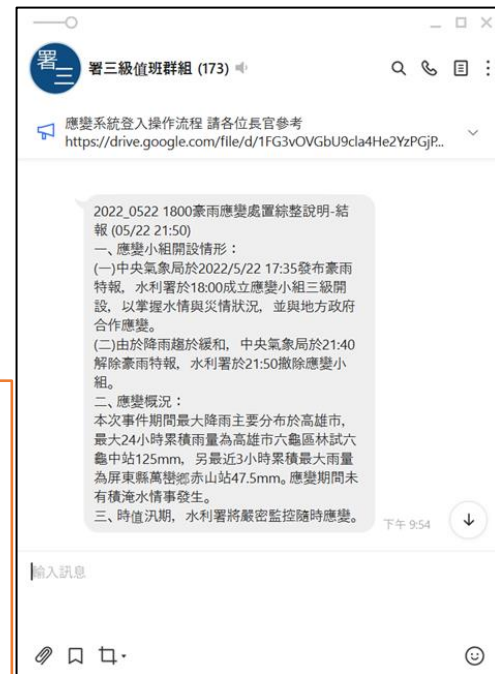 署三
署三級值班群組 (173)
應變系統登入操作流程 請各位長官參考
https://drive.google.com/file/d/1FG3vOVGbU9cla4He2YzPGjP...
2022_0522 1800豪雨應變處置綜整說明-結
報 (05/22 21:50)
一、應變小組開設情形：
(一)中央氣象局於2022/5/22 17:35發布豪雨
特報，水利署於18:00成立應變小組三級開
設，以掌握水情與災情狀況，並與地方政府
合作應變。
(二)由於降雨趨於緩和，中央氣象局於21:40
解除豪雨特報，水利署於21:50撤除應變小
組。
二、應變概況：
本次事件期間最大降雨主要分布於高雄市，
最大24小時累積雨量為高雄市六龜區林試六
龜中站125mm，另最近3小時累積最大雨量
為屏東縣萬巒鄉赤山站47.5mm。應變期間未
有積淹水情事發生。
三、時值汛期，水利署將嚴密監控隨時應變。
下午 9:54
輸入訊息